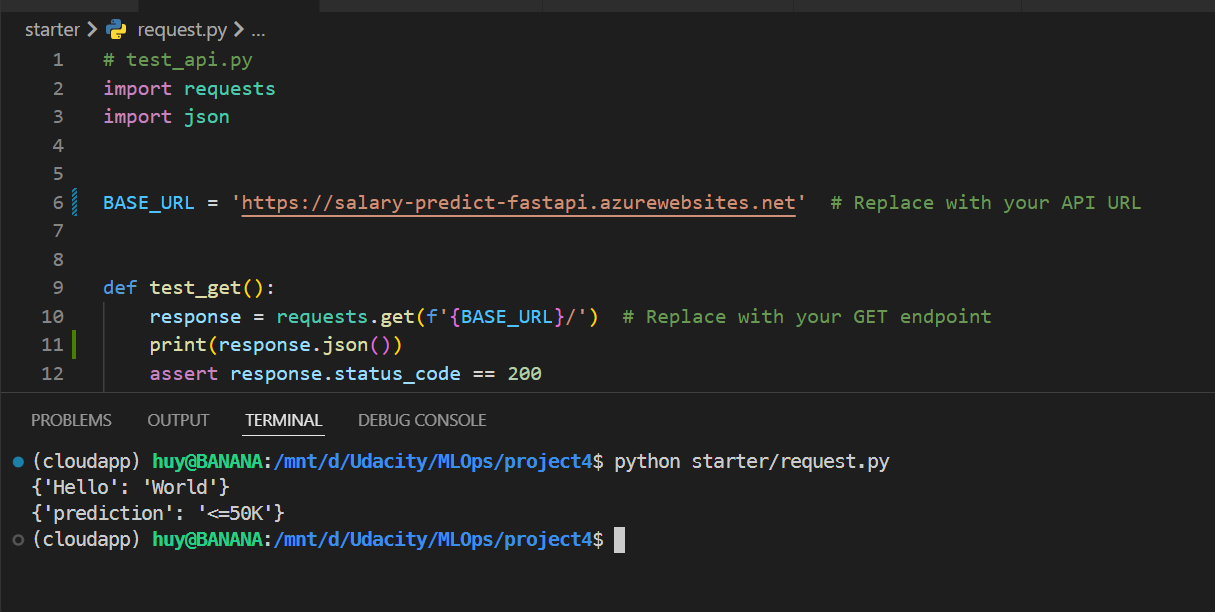 starter > request.py > ...
1 # test_api.py
2 import requests
3 import json
4
5
6 BASE_URL = 'https://salary-predict-fastapi.azurewebsites.net'  # Replace with your API URL
7
8
9 def test_get():
10     response = requests.get(f'{BASE_URL}/')  # Replace with your GET endpoint
11     print(response.json())
12     assert response.status_code == 200
PROBLEMS OUTPUT TERMINAL DEBUG CONSOLE
(cloudapp) huy@BANANA:/mnt/d/Udacity/MLOps/project4$ python starter/request.py
{'Hello': 'World'}
{'prediction': '<=50K'}
(cloudapp) huy@BANANA:/mnt/d/Udacity/MLOps/project4$